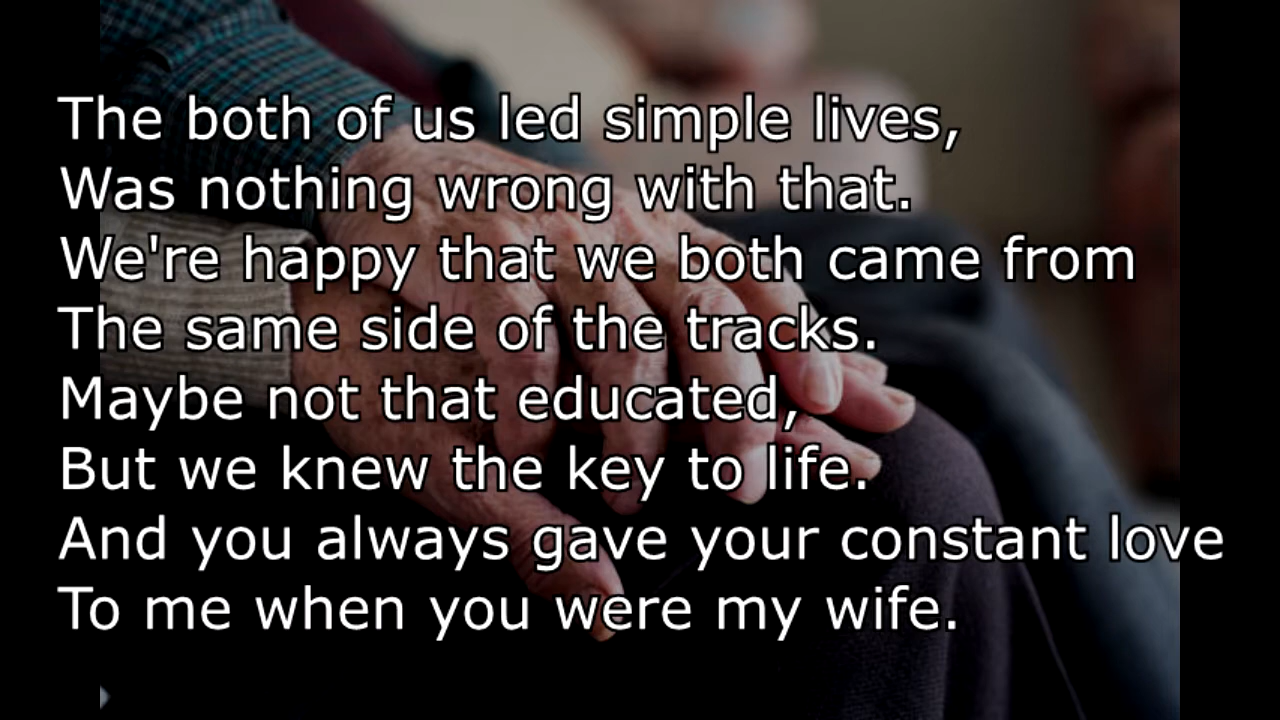 The both of us led simple lives,
Was nothing wrong with that.
We're happy that we both came from
The same side of the tracks.
Maybe not that educated,
But we knew the key to life.
And you always gave your constant love
To me when you were my wife.